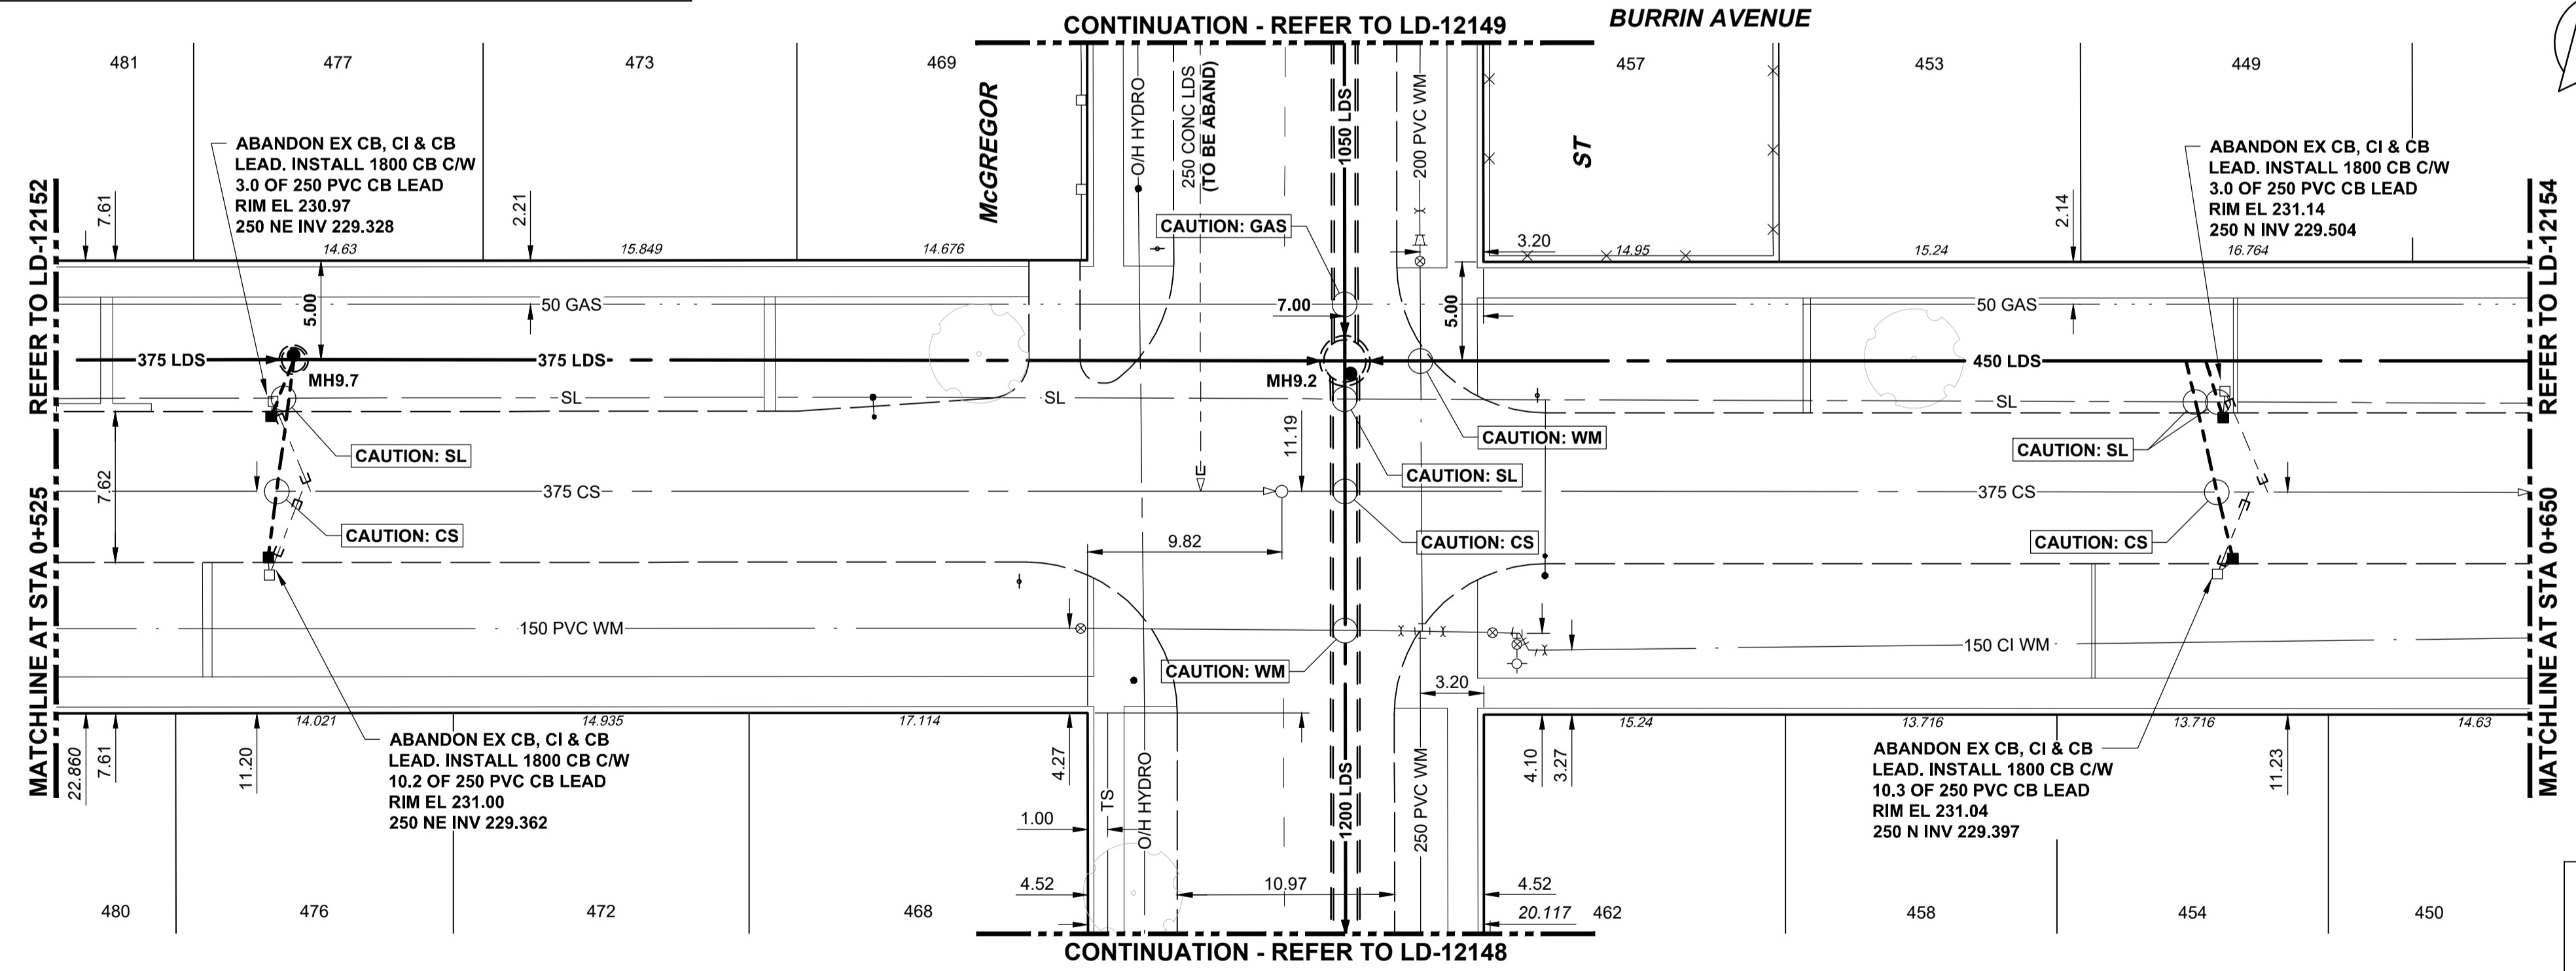 CONTINUATION - REFER TO LD-12149
BURRIN AVENUE
481
477
473
469
McGREGOR
O/H HYDRO
250 CONC LDS
(TO BE ABAND)
1050 LDS
200 PVC WM
457
ST
453
449
ABANDON EX CB, CI & CB
LEAD. INSTALL 1800 CB C/W
3.0 OF 250 PVC CB LEAD
RIM EL 230.97
250 NE INV 229.328
ABANDON EX CB, CI & CB
LEAD. INSTALL 1800 CB C/W
3.0 OF 250 PVC CB LEAD
RIM EL 231.14
250 N INV 229.504
REFER TO LD-12152
MATCHLINE AT STA 0+525
REFER TO LD-12154
MATCHLINE AT STA 0+650
7.61
2.21
2.14
CAUTION: GAS
3.20
14.63
15.849
14.676
14.95
15.24
16.764
50 GAS
5.00
7.00
5.00
50 GAS
375 LDS
375 LDS
450 LDS
MH9.7
MH9.2
SL
SL
SL
CAUTION: SL
CAUTION: WM
CAUTION: SL
CAUTION: SL
11.19
7.62
375 CS
375 CS
CAUTION: CS
CAUTION: CS
CAUTION: CS
9.82
150 PVC WM
150 CI WM
CAUTION: WM
3.20
14.021
14.935
17.114
15.24
13.716
13.716
14.63
22.860
7.61
11.20
4.27
4.10
3.27
11.23
ABANDON EX CB, CI & CB
LEAD. INSTALL 1800 CB C/W
10.2 OF 250 PVC CB LEAD
RIM EL 231.00
250 NE INV 229.362
ABANDON EX CB, CI & CB
LEAD. INSTALL 1800 CB C/W
10.3 OF 250 PVC CB LEAD
RIM EL 231.04
250 N INV 229.397
TS
O/H HYDRO
1200 LDS
250 PVC WM
1.00
4.52
10.97
4.52
20.117
480
476
472
468
462
458
454
450
CONTINUATION - REFER TO LD-12148